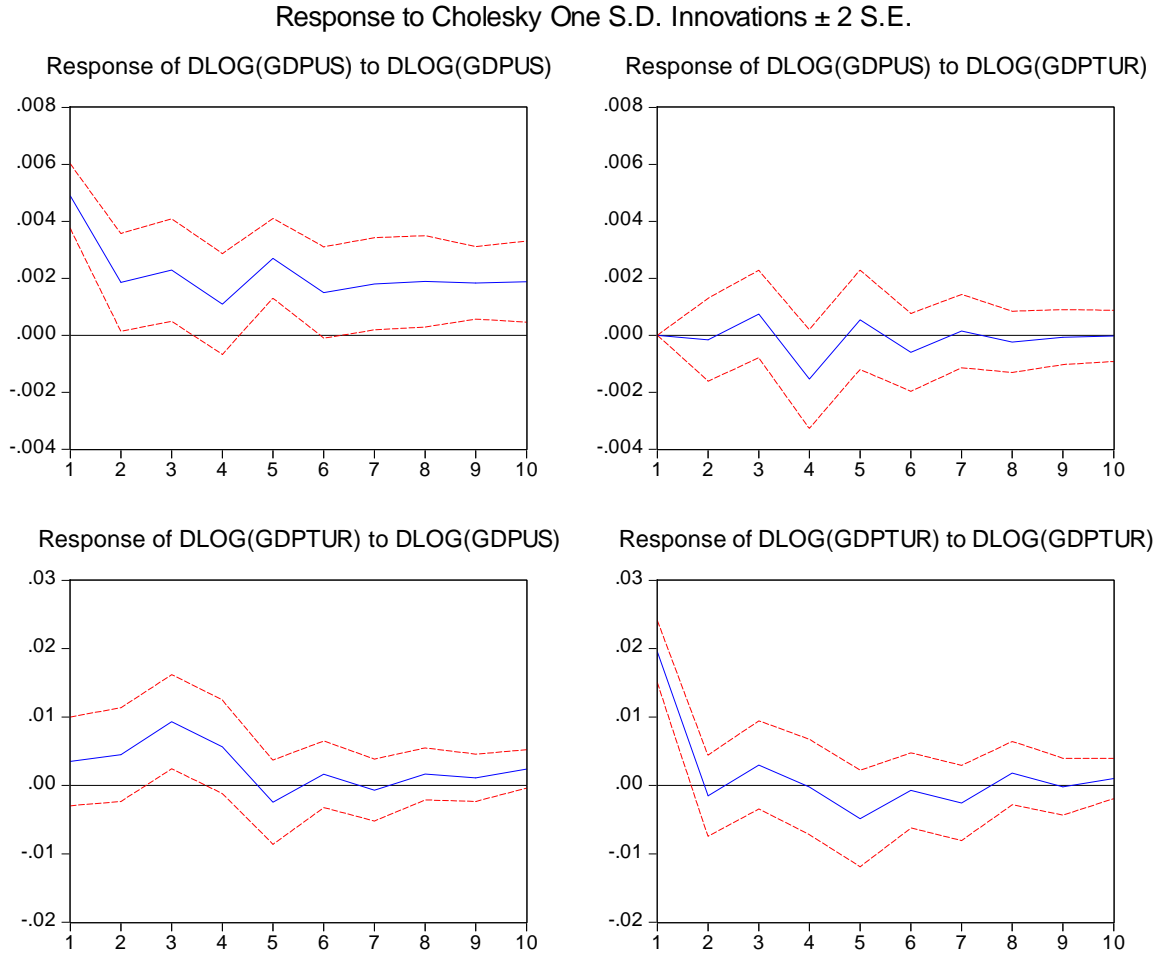 Response to Cholesky One S.D. Innovations ± 2 S.E.
Response of DLOG(GDPUS) to DLOG(GDPUS)
.008
.006
.004
.002
.000
-.002
-.004
1 2 3 4 5 6 7 8 9 10
Response of DLOG(GDPUS) to DLOG(GDPTUR)
.008
.006
.004
.002
.000
-.002
-.004
1 2 3 4 5 6 7 8 9 10
Response of DLOG(GDPTUR) to DLOG(GDPUS)
.03
.02
.01
.00
-.01
-.02
1 2 3 4 5 6 7 8 9 10
Response of DLOG(GDPTUR) to DLOG(GDPTUR)
.03
.02
.01
.00
-.01
-.02
1 2 3 4 5 6 7 8 9 10